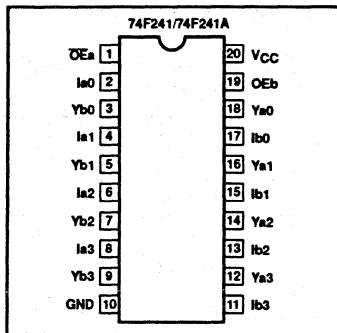 74F241/74F241A
O̅E̅a 1 20 VCC
Ia0 2 19 OEb
Yb0 3 18 Ya0
Ia1 4 17 Ib0
Yb1 5 16 Ya1
Ia2 6 15 Ib1
Yb2 7 14 Ya2
Ia3 8 13 Ib2
Yb3 9 12 Ya3
GND 10 11 Ib3